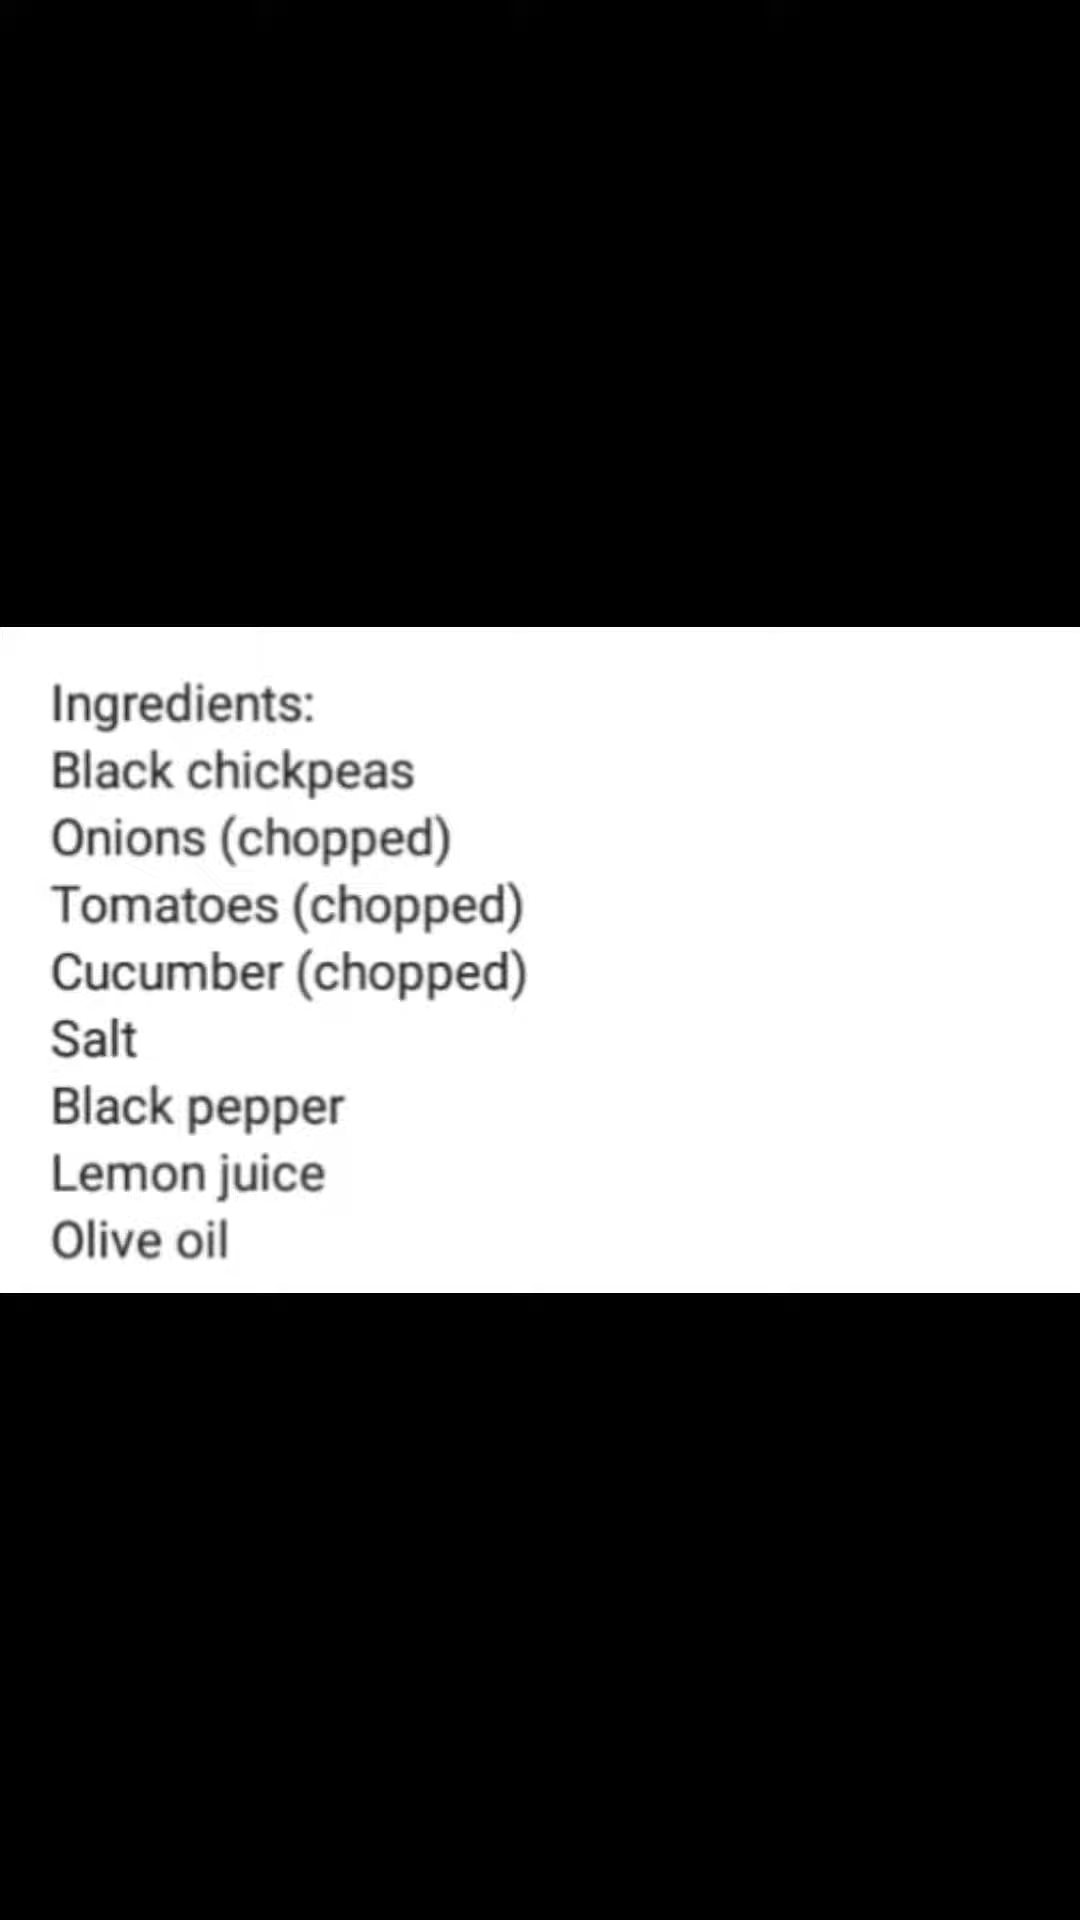 Ingredients:
Black chickpeas
Onions (chopped)
Tomatoes (chopped)
Cucumber (chopped)
Salt
Black pepper
Lemon juice
Olive oil